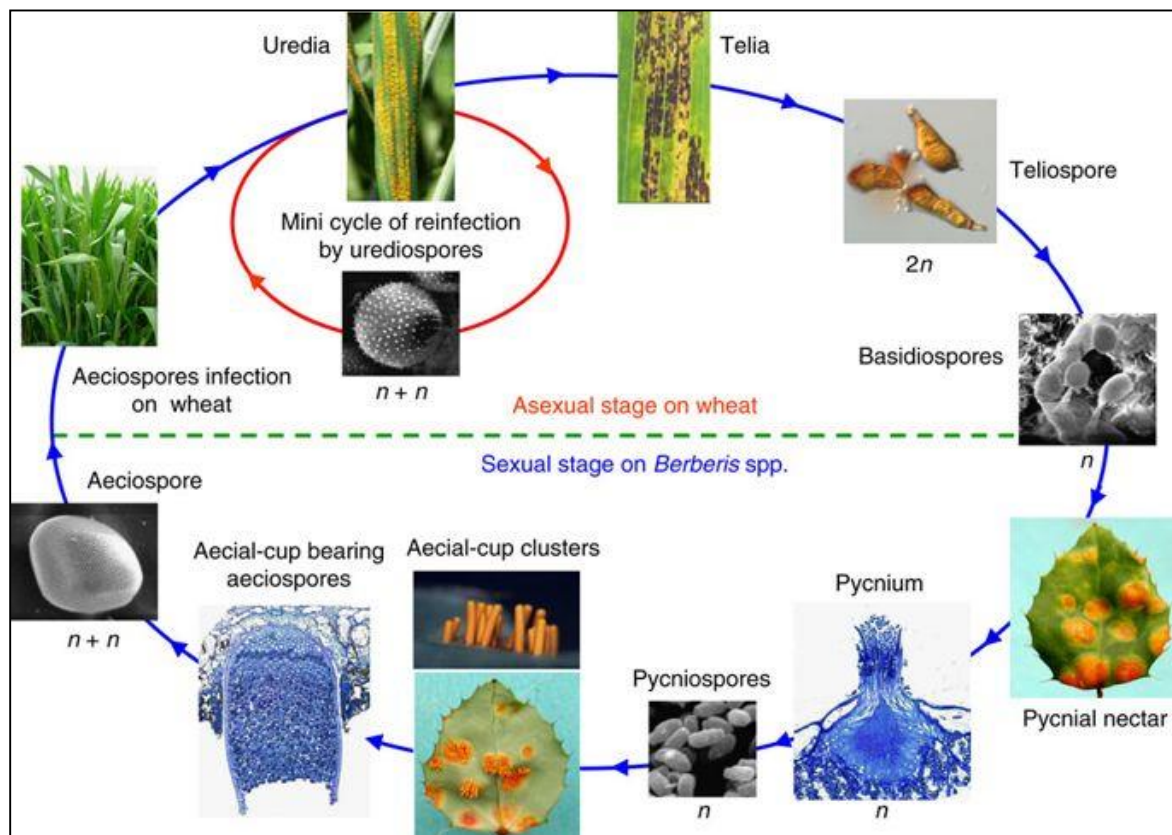 Uredia
Telia
Teliospore
2n
Mini cycle of reinfection
by urediospores
n + n
Basidiospores
n
Aeciospores infection
on wheat
Asexual stage on wheat
Sexual stage on Berberis spp.
Aeciospore
n + n
Aecial-cup bearing
aeciospores
Aecial-cup clusters
Pycniospores
n
Pycnium
n
Pycnial nectar